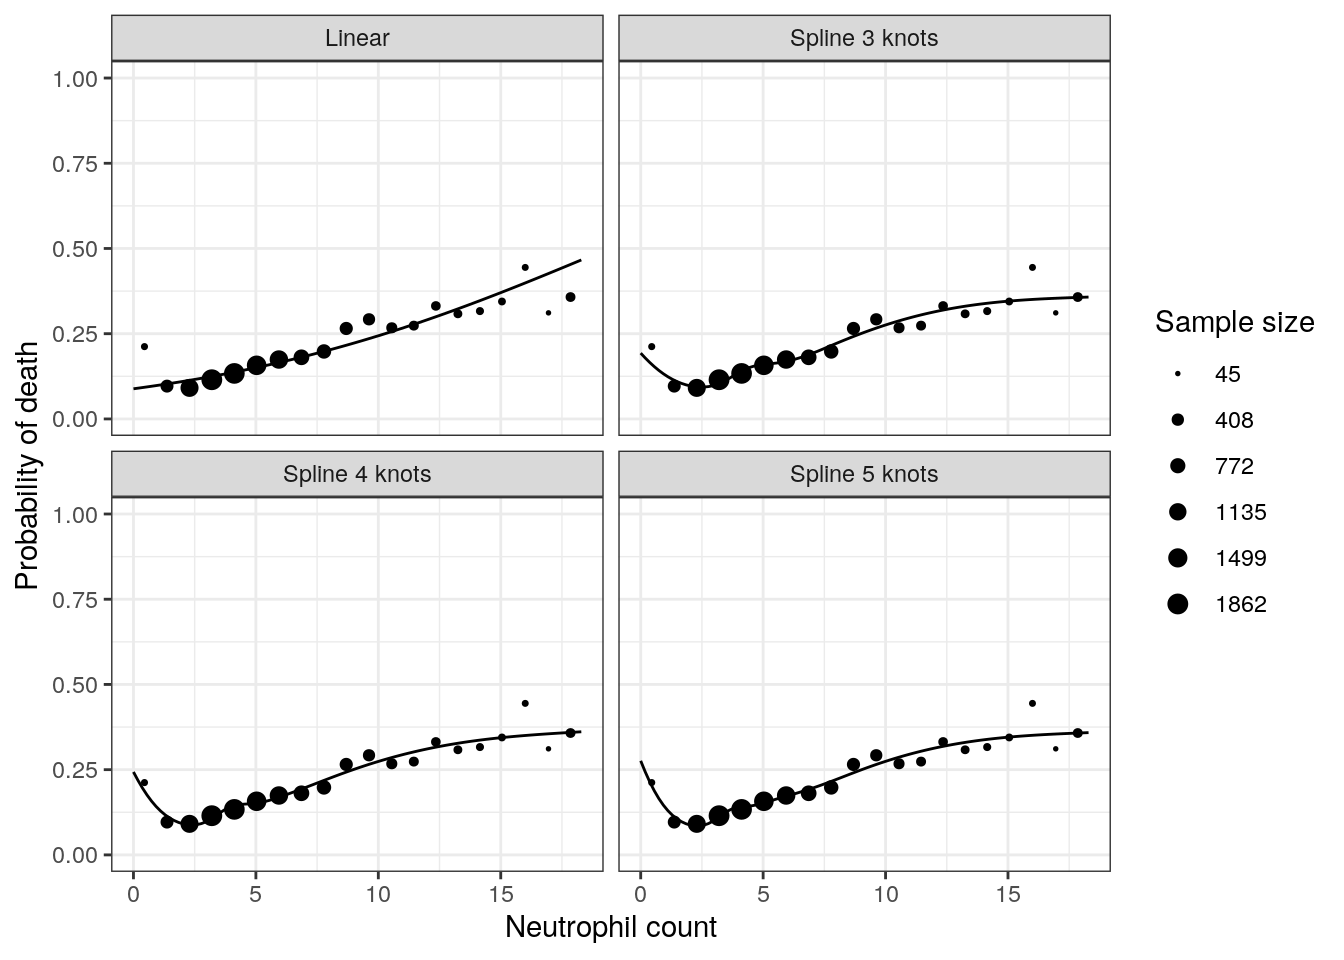 Linear
Spline 3 knots
1.00
0.75
0.50
0.25
0.00
Spline 4 knots
Spline 5 knots
1.00
0.75
0.50
0.25
0.00
0 5 10 15
0 5 10 15
Neutrophil count
Probability of death
Sample size
45
408
772
1135
1499
1862